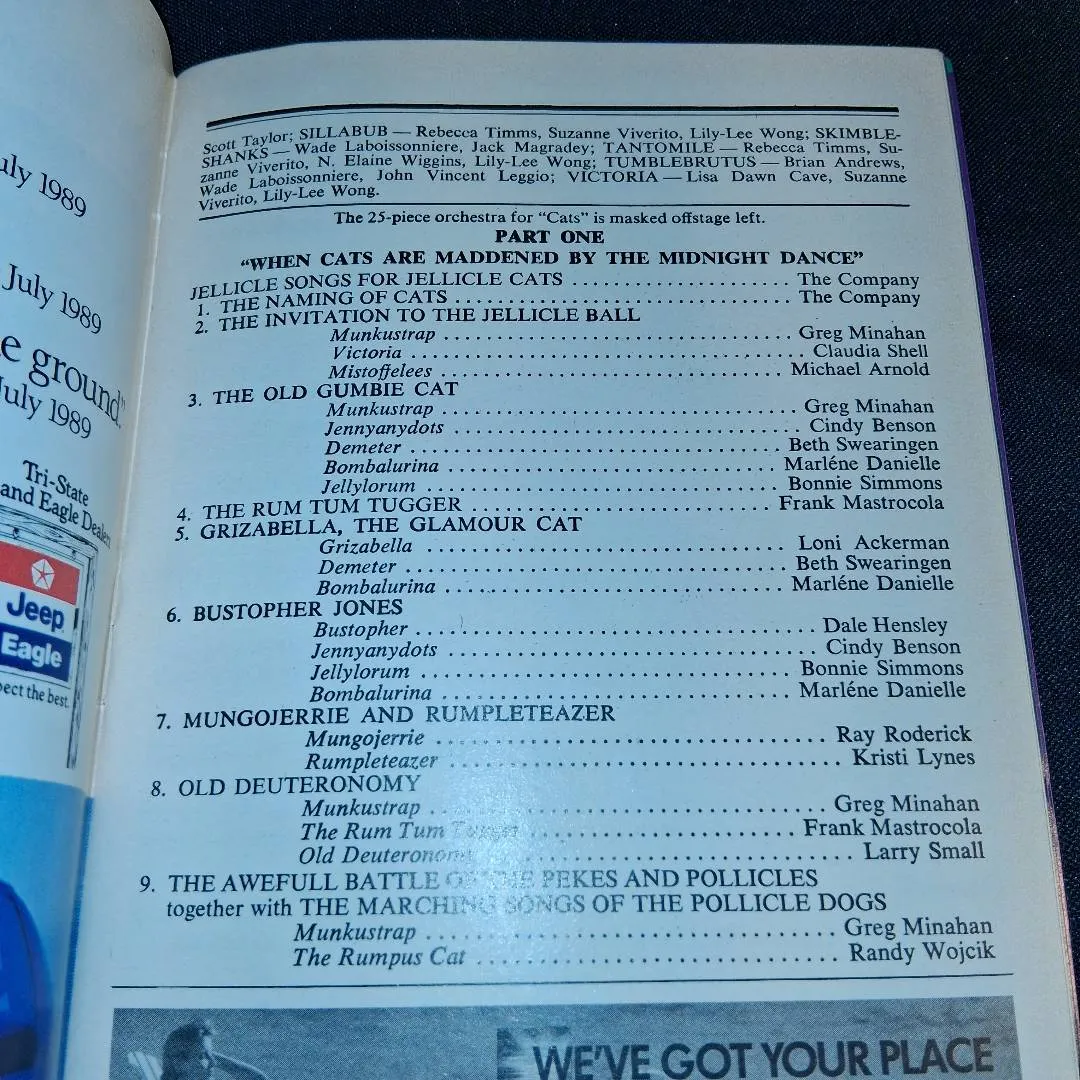 uly 1989
July 1989
e ground."
July 1989
Tri-State
and Eagle Dealers
Jeep
Eagle
pect the best.
Scott Taylor; SILLABUB — Rebecca Timms, Suzanne Viverito, Lily-Lee Wong; SKIMBLE-
SHANKS — Wade Laboissonniere, Jack Magradey; TANTOMILE — Rebecca Timms, Su-
zanne Viverito, N. Elaine Wiggins, Lily-Lee Wong; TUMBLEBRUTUS — Brian Andrews,
Wade Laboissonniere, John Vincent Leggio; VICTORIA — Lisa Dawn Cave, Suzanne
Viverito, Lily-Lee Wong.
The 25-piece orchestra for "Cats" is masked offstage left.
PART ONE
"WHEN CATS ARE MADDENED BY THE MIDNIGHT DANCE"
JELLICLE SONGS FOR JELLICLE CATS ........ The Company
1. THE NAMING OF CATS ........ The Company
2. THE INVITATION TO THE JELLICLE BALL
Munkustrap ........ Greg Minahan
Victoria ........ Claudia Shell
Mistoffelees ........ Michael Arnold
3. THE OLD GUMBIE CAT
Munkustrap ........ Greg Minahan
Jennyanydots ........ Cindy Benson
Demeter ........ Beth Swearingen
Bombalurina ........ Marléne Danielle
Jellylorum ........ Bonnie Simmons
4. THE RUM TUM TUGGER ........ Frank Mastrocola
5. GRIZABELLA, THE GLAMOUR CAT
Grizabella ........ Loni Ackerman
Demeter ........ Beth Swearingen
Bombalurina ........ Marléne Danielle
6. BUSTOPHER JONES
Bustopher ........ Dale Hensley
Jennyanydots ........ Cindy Benson
Jellylorum ........ Bonnie Simmons
Bombalurina ........ Marléne Danielle
7. MUNGOJERRIE AND RUMPLETEAZER
Mungojerrie ........ Ray Roderick
Rumpleteazer ........ Kristi Lynes
8. OLD DEUTERONOMY
Munkustrap ........ Greg Minahan
The Rum Tum Tugger ........ Frank Mastrocola
Old Deuteronomy ........ Larry Small
9. THE AWEFULL BATTLE OF THE PEKES AND POLLICLES
together with THE MARCHING SONGS OF THE POLLICLE DOGS
Munkustrap ........ Greg Minahan
The Rumpus Cat ........ Randy Wojcik
WE'VE GOT YOUR PLACE